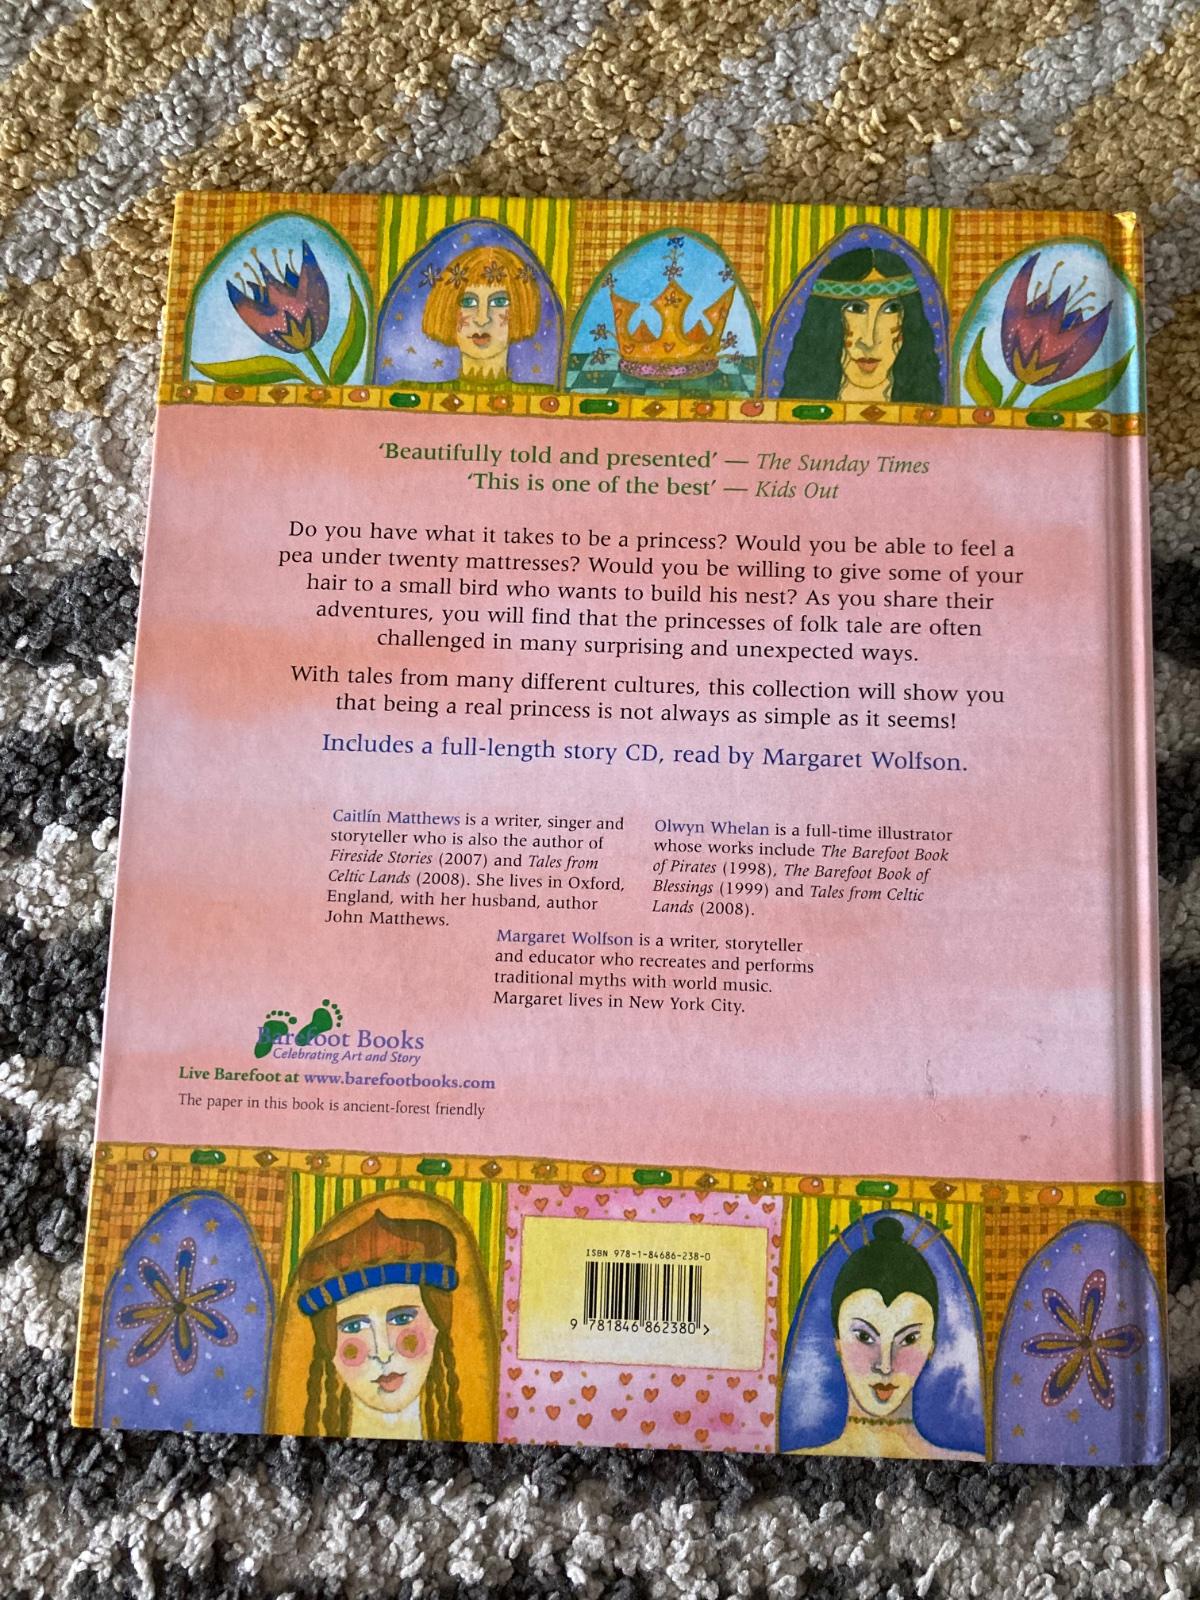 ‘Beautifully told and presented’ — The Sunday Times
‘This is one of the best’ — Kids Out
Do you have what it takes to be a princess? Would you be able to feel a
pea under twenty mattresses? Would you be willing to give some of your
hair to a small bird who wants to build his nest? As you share their
adventures, you will find that the princesses of folk tale are often
challenged in many surprising and unexpected ways.
With tales from many different cultures, this collection will show you
that being a real princess is not always as simple as it seems!
Includes a full-length story CD, read by Margaret Wolfson.
Caitlín Matthews is a writer, singer and
storyteller who is also the author of
Fireside Stories (2007) and Tales from
Celtic Lands (2008). She lives in Oxford,
England, with her husband, author
John Matthews.
Olwyn Whelan is a full-time illustrator
whose works include The Barefoot Book
of Pirates (1998), The Barefoot Book of
Blessings (1999) and Tales from Celtic
Lands (2008).
Margaret Wolfson is a writer, storyteller
and educator who recreates and performs
traditional myths with world music.
Margaret lives in New York City.
Barefoot Books
Celebrating Art and Story
Live Barefoot at www.barefootbooks.com
The paper in this book is ancient-forest friendly
ISBN 978-1-84686-238-0
9 781846 862380 >